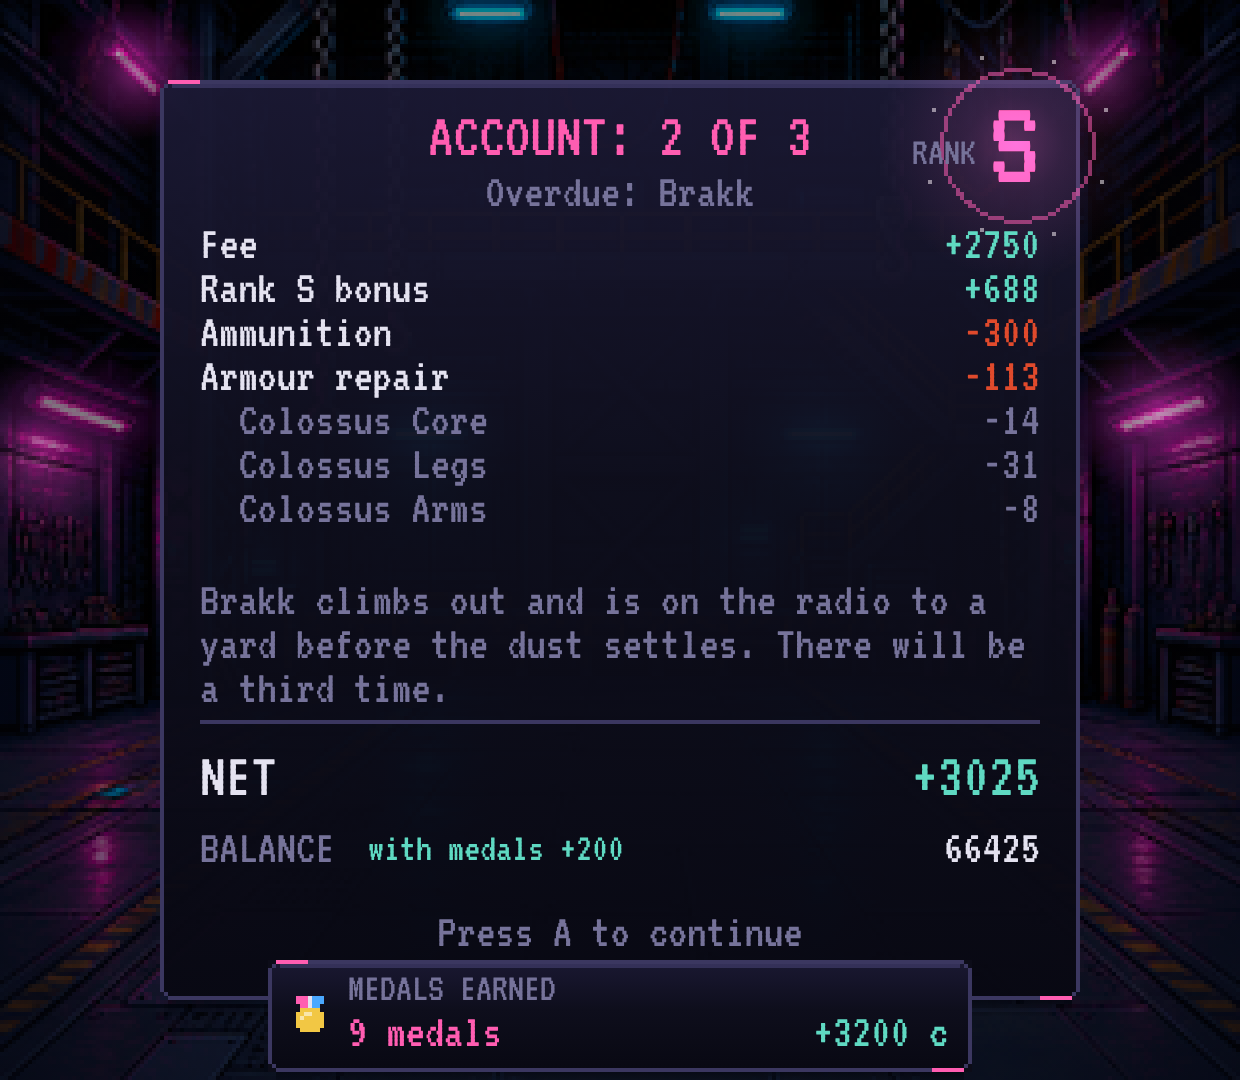 ACCOUNT: 2 OF 3
RANK S
Overdue: Brakk
Fee +2750
Rank S bonus +688
Ammunition -300
Armour repair -113
Colossus Core -14
Colossus Legs -31
Colossus Arms -8
Brakk climbs out and is on the radio to a
yard before the dust settles. There will be
a third time.
NET +3025
BALANCE with medals +200 66425
Press A to continue
MEDALS EARNED
9 medals +3200 c